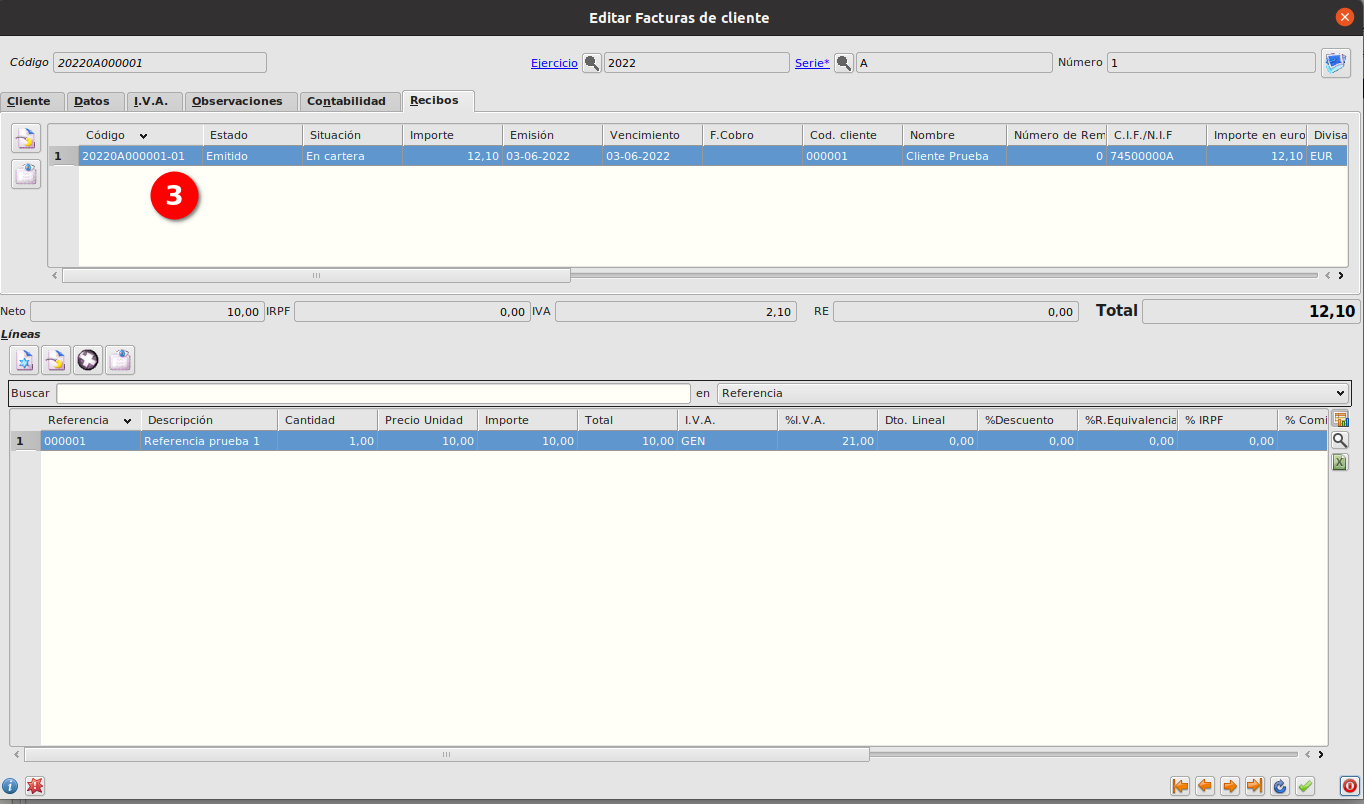 Editar Facturas de cliente
Código 20220A000001 Ejercicio 2022 Serie* A Número 1
Cliente Datos I.V.A. Observaciones Contabilidad Recibos
Código Estado Situación Importe Emisión Vencimiento F.Cobro Cod. cliente Nombre Número de Rem C.I.F./N.I.F Importe en euro Divisa
1 20220A000001-01 Emitido En cartera 12,10 03-06-2022 03-06-2022 000001 Cliente Prueba 0 74500000A 12,10 EUR
3
Neto 10,00 IRPF 0,00 IVA 2,10 RE 0,00 Total 12,10
Líneas
Buscar en Referencia
Referencia Descripción Cantidad Precio Unidad Importe Total I.V.A. %I.V.A. Dto. Lineal %Descuento %R.Equivalencia % IRPF % Comi
1 000001 Referencia prueba 1 1,00 10,00 10,00 10,00 GEN 21,00 0,00 0,00 0,00 0,00